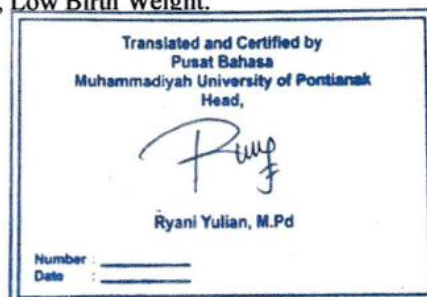 , Low Birth Weight.
Translated and Certified by
Pusat Bahasa
Muhammadiyah University of Pontianak
Head,
Ryani Yulian, M.Pd
Number :
Date :